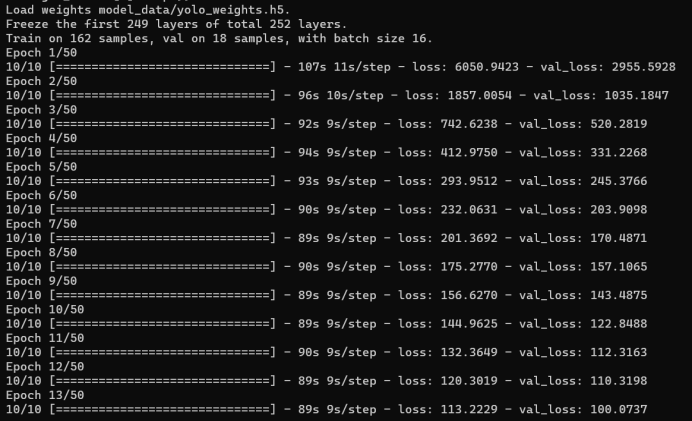 Load weights model_data/yolo_weights.h5.
Freeze the first 249 layers of total 252 layers.
Train on 162 samples, val on 18 samples, with batch size 16.
Epoch 1/50
10/10 [==============================] - 107s 11s/step - loss: 6050.9423 - val_loss: 2955.5928
Epoch 2/50
10/10 [==============================] - 96s 10s/step - loss: 1857.0054 - val_loss: 1035.1847
Epoch 3/50
10/10 [==============================] - 92s 9s/step - loss: 742.6238 - val_loss: 520.2819
Epoch 4/50
10/10 [==============================] - 94s 9s/step - loss: 412.9750 - val_loss: 331.2268
Epoch 5/50
10/10 [==============================] - 93s 9s/step - loss: 293.9512 - val_loss: 245.3766
Epoch 6/50
10/10 [==============================] - 90s 9s/step - loss: 232.0631 - val_loss: 203.9098
Epoch 7/50
10/10 [==============================] - 89s 9s/step - loss: 201.3692 - val_loss: 170.4871
Epoch 8/50
10/10 [==============================] - 90s 9s/step - loss: 175.2770 - val_loss: 157.1065
Epoch 9/50
10/10 [==============================] - 89s 9s/step - loss: 156.6270 - val_loss: 143.4875
Epoch 10/50
10/10 [==============================] - 89s 9s/step - loss: 144.9625 - val_loss: 122.8488
Epoch 11/50
10/10 [==============================] - 90s 9s/step - loss: 132.3649 - val_loss: 112.3163
Epoch 12/50
10/10 [==============================] - 89s 9s/step - loss: 120.3019 - val_loss: 110.3198
Epoch 13/50
10/10 [==============================] - 89s 9s/step - loss: 113.2229 - val_loss: 100.0737